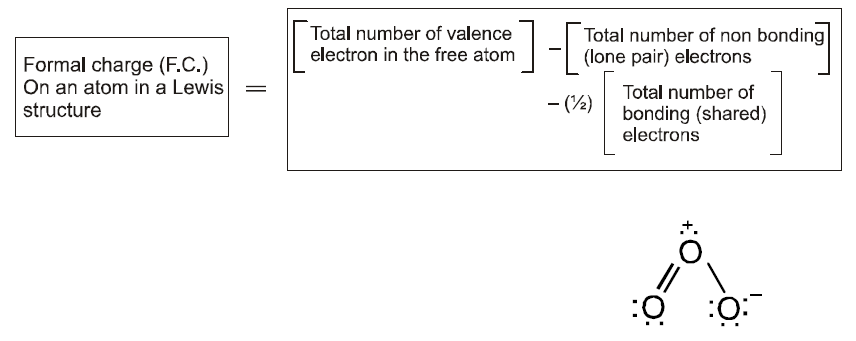 Formal charge (F.C.)
On an atom in a Lewis
structure
=
[Total number of valence
electron in the free atom]
– [Total number of non bonding
(lone pair) electrons]
– (½) [Total number of
bonding (shared)
electrons]
+
O
O O –